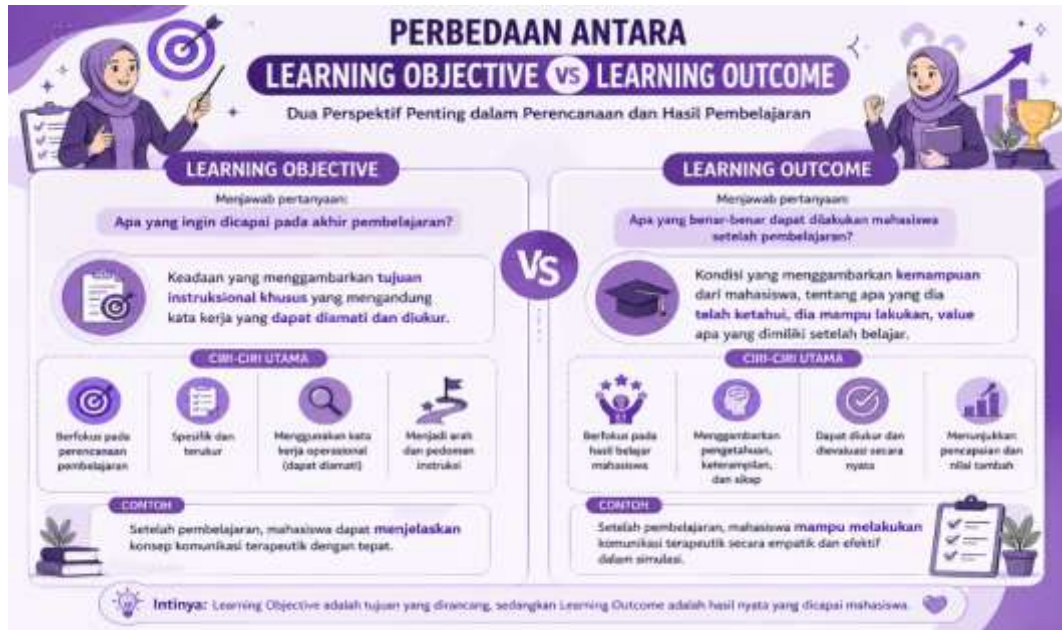 PERBEDAAN ANTARA
LEARNING OBJECTIVE VS LEARNING OUTCOME
Dua Perspektif Penting dalam Perencanaan dan Hasil Pembelajaran
LEARNING OBJECTIVE
Menjawab pertanyaan:
Apa yang ingin dicapai pada akhir pembelajaran?
Keadaan yang menggambarkan tujuan
instruksional khusus yang mengandung
kata kerja yang dapat diamati dan diukur.
CIRI-CIRI UTAMA
Berfokus pada
perencanaan
pembelajaran
Spesifik dan
terukur
Menggunakan kata
kerja operasional
(dapat diamati)
Menjadi arah
dan pedoman
instruksi
CONTOH
Setelah pembelajaran, mahasiswa dapat menjelaskan
konsep komunikasi terapeutik dengan tepat.
VS
LEARNING OUTCOME
Menjawab pertanyaan:
Apa yang benar-benar dapat dilakukan mahasiswa
setelah pembelajaran?
Kondisi yang menggambarkan kemampuan
dari mahasiswa, tentang apa yang dia
telah ketahui, dia mampu lakukan, value
apa yang dimiliki setelah belajar.
CIRI-CIRI UTAMA
Berfokus pada
hasil belajar
mahasiswa
Menggambarkan
pengetahuan,
keterampilan,
dan sikap
Dapat diukur dan
dievaluasi secara
nyata
Menunjukkan
pencapaian dan
nilai tambah
CONTOH
Setelah pembelajaran, mahasiswa mampu melakukan
komunikasi terapeutik secara empatik dan efektif
dalam simulasi.
Intinya: Learning Objective adalah tujuan yang dirancang, sedangkan Learning Outcome adalah hasil nyata yang dicapai mahasiswa.